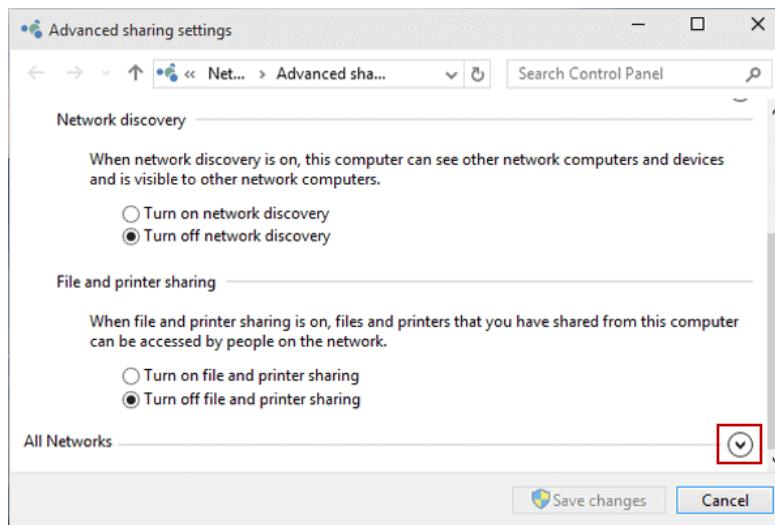 Advanced sharing settings
« Net... > Advanced sha...
Search Control Panel
Network discovery
When network discovery is on, this computer can see other network computers and devices
and is visible to other network computers.
Turn on network discovery
Turn off network discovery
File and printer sharing
When file and printer sharing is on, files and printers that you have shared from this computer
can be accessed by people on the network.
Turn on file and printer sharing
Turn off file and printer sharing
All Networks
Save changes
Cancel